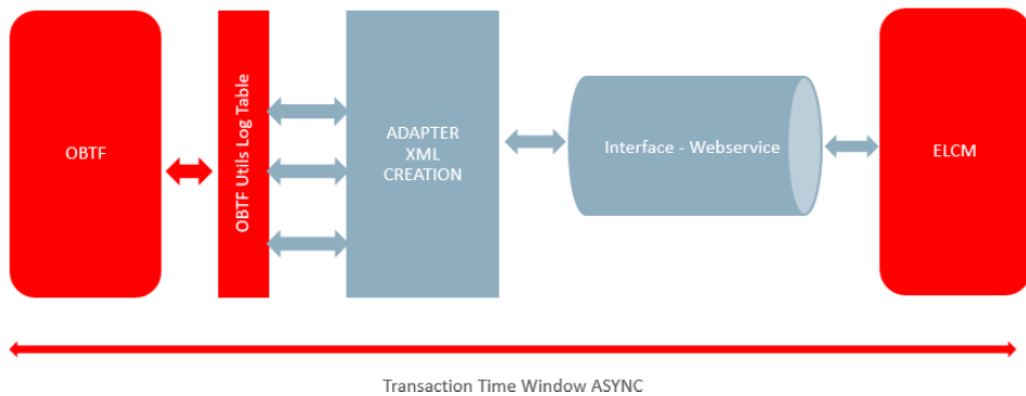 OBTF
OBTF Utils Log Table
ADAPTER
XML
CREATION
Interface - Webservice
ELCM
Transaction Time Window ASYNC